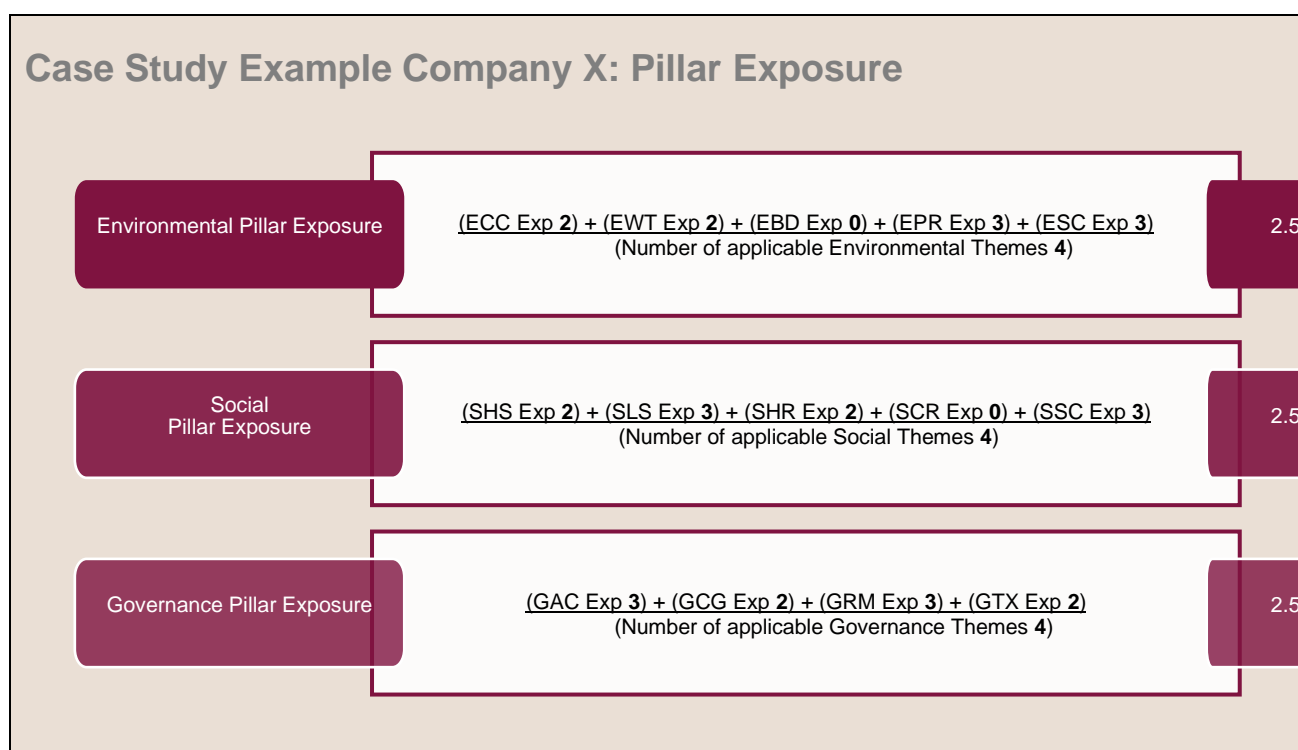 Case Study Example Company X: Pillar Exposure
Environmental Pillar Exposure
(ECC Exp 2) + (EWT Exp 2) + (EBD Exp 0) + (EPR Exp 3) + (ESC Exp 3)
(Number of applicable Environmental Themes 4)
2.5
Social
Pillar Exposure
(SHS Exp 2) + (SLS Exp 3) + (SHR Exp 2) + (SCR Exp 0) + (SSC Exp 3)
(Number of applicable Social Themes 4)
2.5
Governance Pillar Exposure
(GAC Exp 3) + (GCG Exp 2) + (GRM Exp 3) + (GTX Exp 2)
(Number of applicable Governance Themes 4)
2.5